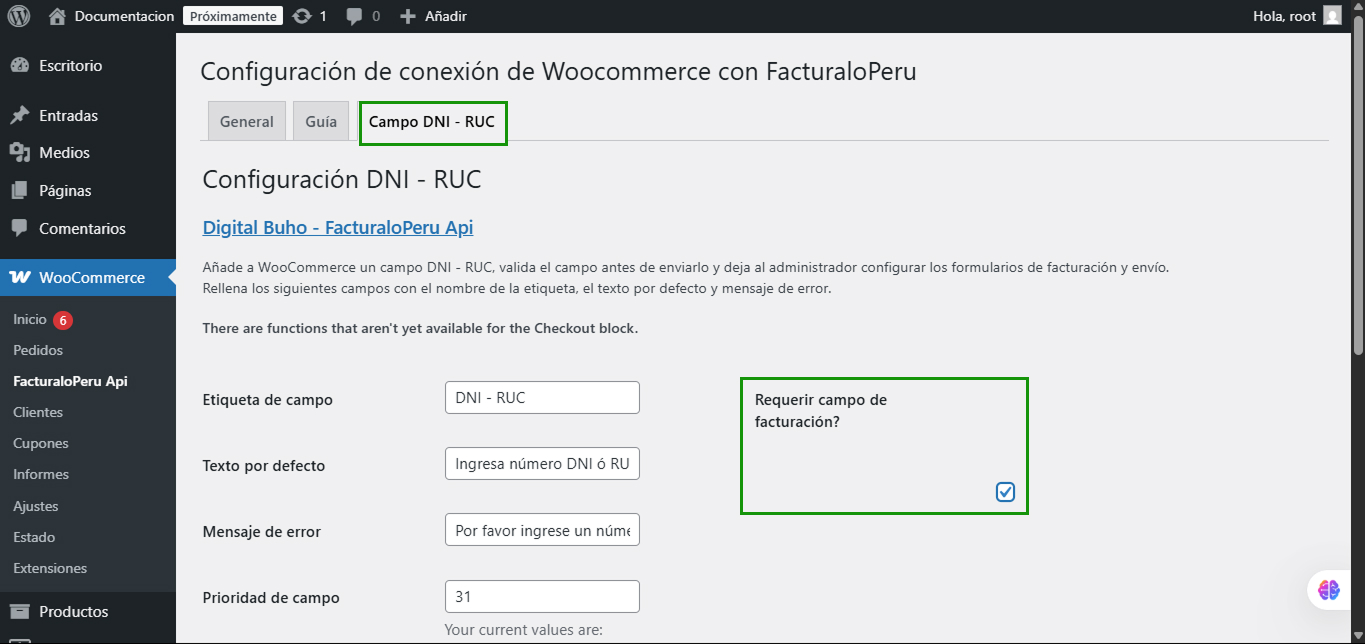 Documentacion Próximamente 1 0 Añadir Hola, root
Escritorio
Entradas
Medios
Páginas
Comentarios
WooCommerce
Inicio 6
Pedidos
FacturaloPeru Api
Clientes
Cupones
Informes
Ajustes
Estado
Extensiones
Productos
Configuración de conexión de Woocommerce con FacturaloPeru
General Guía Campo DNI - RUC
Configuración DNI - RUC
Digital Buho - FacturaloPeru Api
Añade a WooCommerce un campo DNI - RUC, valida el campo antes de enviarlo y deja al administrador configurar los formularios de facturación y envío.
Rellena los siguientes campos con el nombre de la etiqueta, el texto por defecto y mensaje de error.
There are functions that aren't yet available for the Checkout block.
Etiqueta de campo DNI - RUC
Requerir campo de
facturación?
Texto por defecto Ingresa número DNI ó RU
Mensaje de error Por favor ingrese un núme
Prioridad de campo 31
Your current values are: